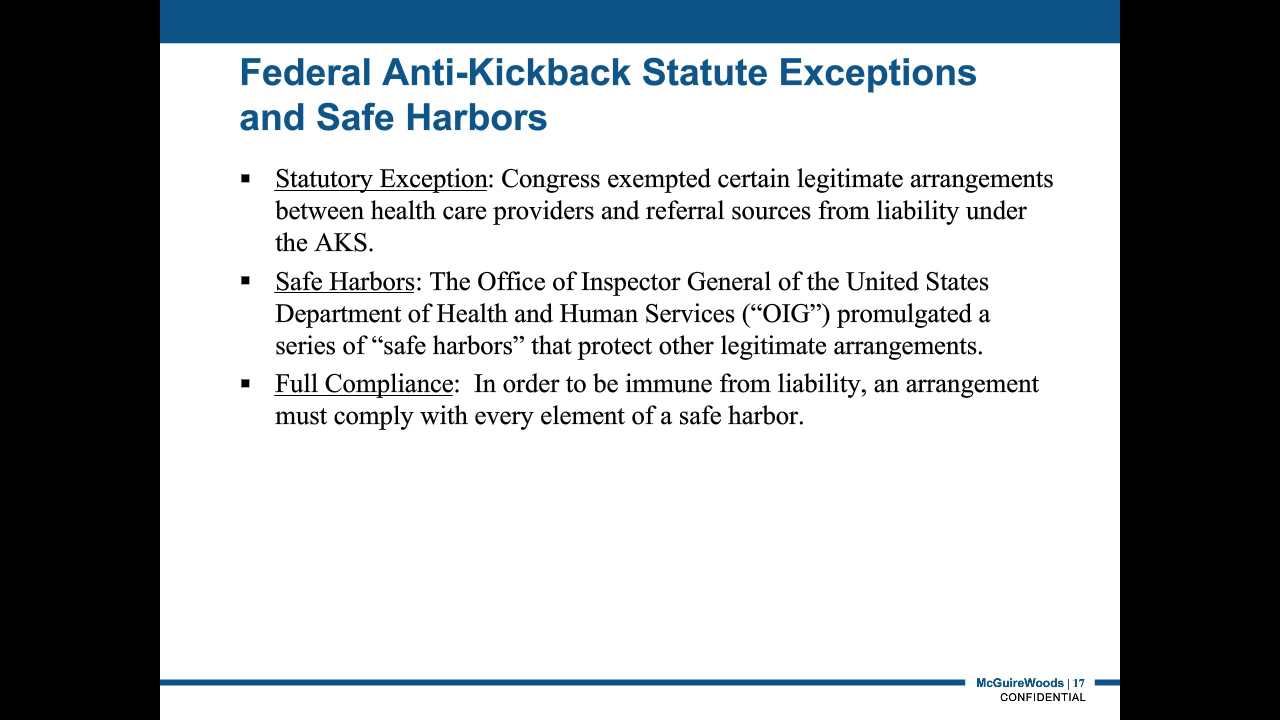 Federal Anti-Kickback Statute Exceptions
and Safe Harbors
▪ Statutory Exception: Congress exempted certain legitimate arrangements
between health care providers and referral sources from liability under
the AKS.
▪ Safe Harbors: The Office of Inspector General of the United States
Department of Health and Human Services (“OIG”) promulgated a
series of “safe harbors” that protect other legitimate arrangements.
▪ Full Compliance:  In order to be immune from liability, an arrangement
must comply with every element of a safe harbor.
McGuireWoods | 17
CONFIDENTIAL